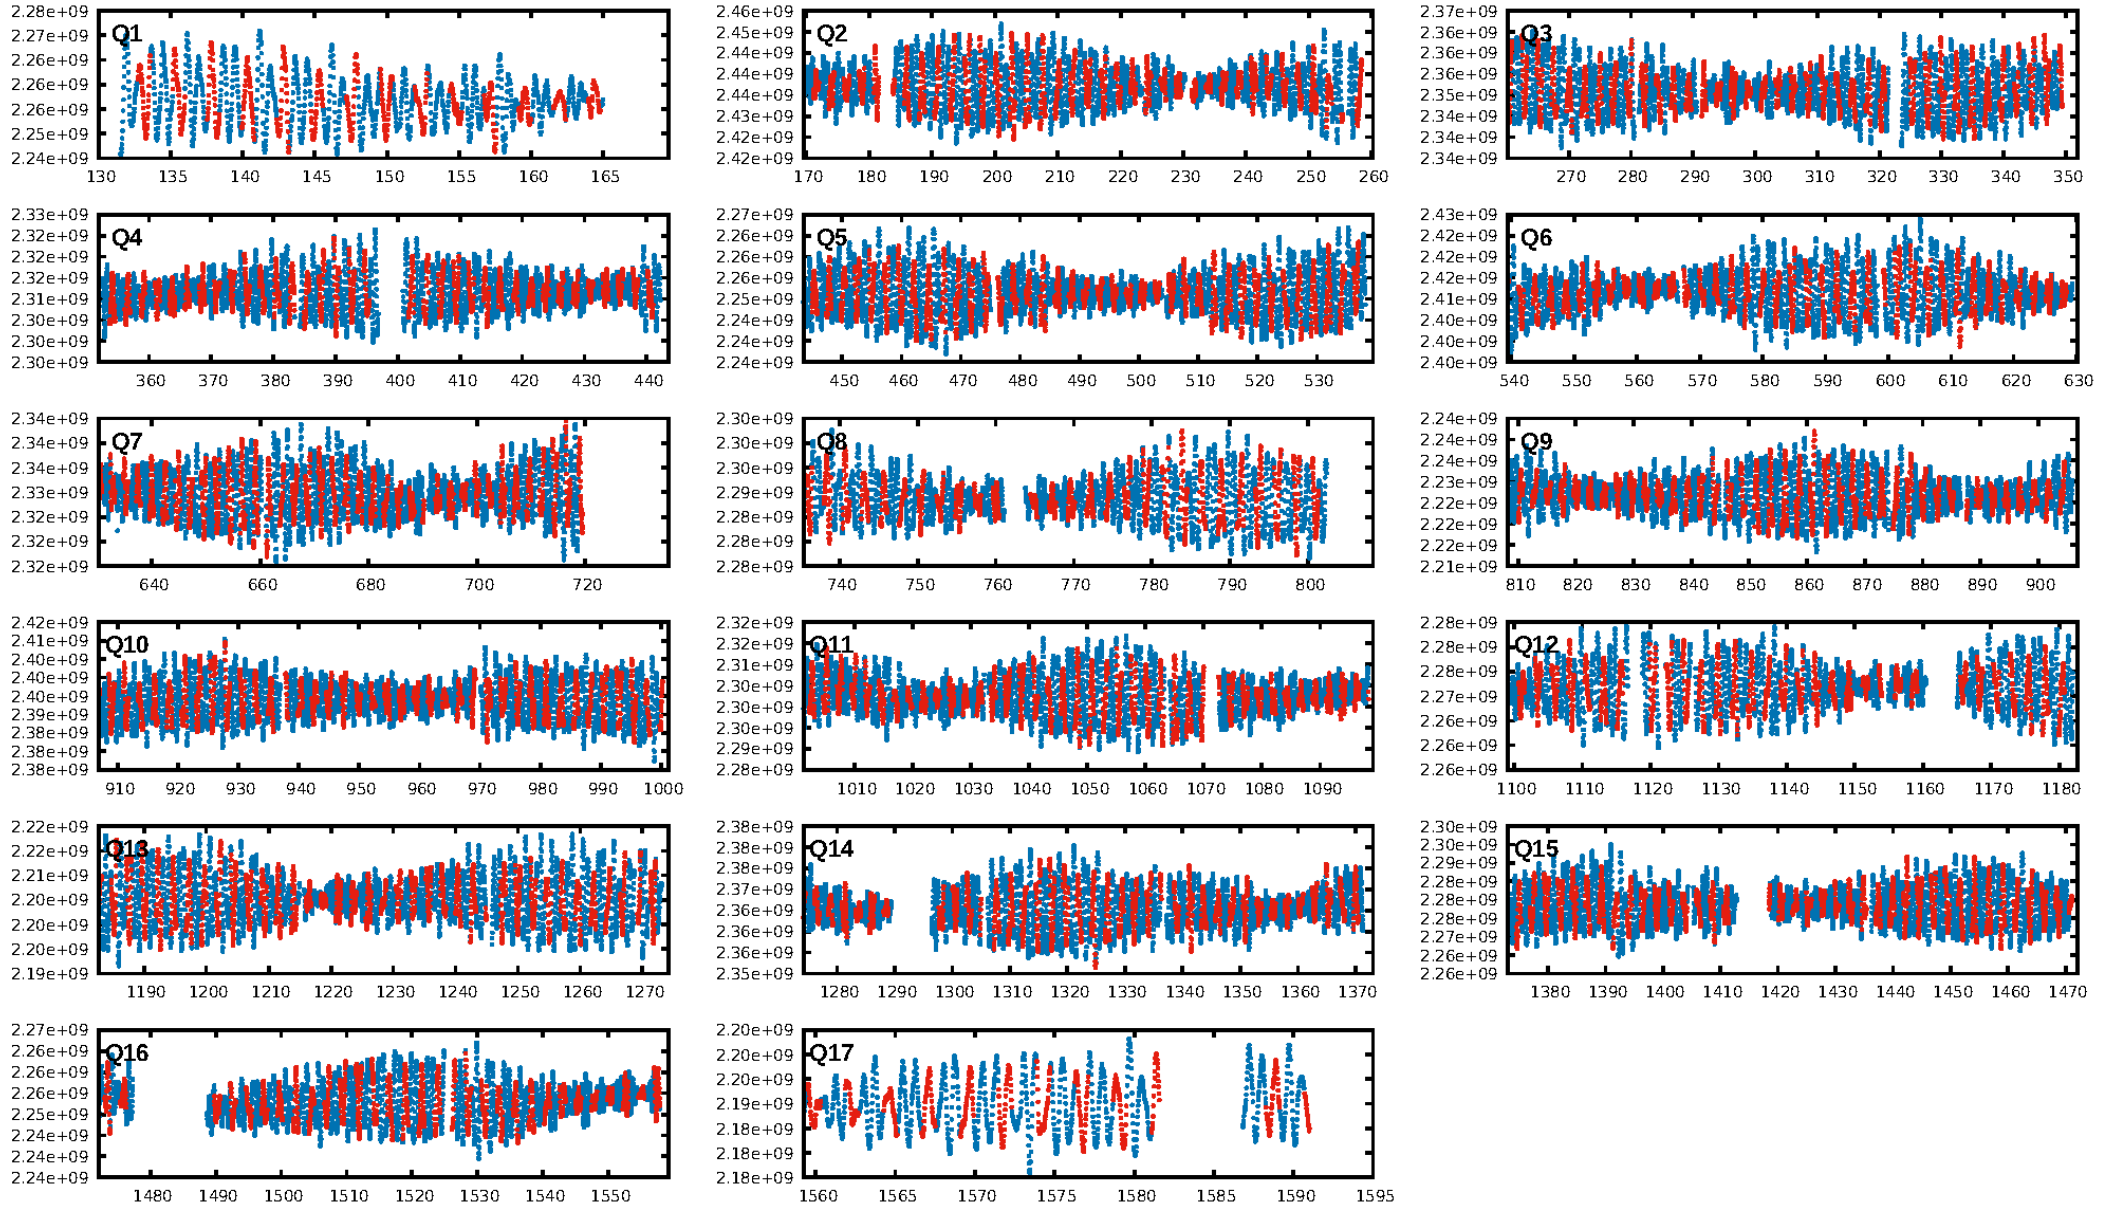 2.28e+09 2.27e+09 2.27e+09 2.26e+09 2.26e+09 2.25e+09 2.24e+09
Q1
130 135 140 145 150 155 160 165
2.46e+09 2.45e+09 2.44e+09 2.44e+09 2.44e+09 2.43e+09 2.42e+09 2.42e+09
Q2
170 180 190 200 210 220 230 240 250 260
2.37e+09 2.36e+09 2.36e+09 2.35e+09 2.34e+09 2.34e+09
Q3
270 280 290 300 310 320 330 340 350
2.33e+09 2.32e+09 2.32e+09 2.32e+09 2.31e+09 2.30e+09 2.30e+09 2.30e+09
Q4
360 370 380 390 400 410 420 430 440
2.27e+09 2.26e+09 2.26e+09 2.25e+09 2.24e+09 2.24e+09
Q5
450 460 470 480 490 500 510 520 530
2.43e+09 2.42e+09 2.42e+09 2.41e+09 2.41e+09 2.40e+09 2.40e+09 2.40e+09
Q6
540 550 560 570 580 590 600 610 620 630
2.34e+09 2.34e+09 2.34e+09 2.33e+09 2.32e+09 2.32e+09 2.32e+09
Q7
640 660 680 700 720
2.30e+09 2.30e+09 2.30e+09 2.29e+09 2.28e+09 2.28e+09 2.28e+09
Q8
740 750 760 770 780 790 800
2.24e+09 2.24e+09 2.24e+09 2.23e+09 2.22e+09 2.22e+09 2.22e+09 2.21e+09
Q9
810 820 830 840 850 860 870 880 890 900
2.42e+09 2.41e+09 2.40e+09 2.40e+09 2.40e+09 2.39e+09 2.38e+09 2.38e+09 2.38e+09
Q10
910 920 930 940 950 960 970 980 990 1000
2.32e+09 2.32e+09 2.31e+09 2.30e+09 2.30e+09 2.30e+09 2.29e+09 2.28e+09
Q11
1010 1020 1030 1040 1050 1060 1070 1080 1090
2.28e+09 2.28e+09 2.28e+09 2.27e+09 2.26e+09 2.26e+09 2.26e+09
Q12
1100 1110 1120 1130 1140 1150 1160 1170 1180
2.22e+09 2.22e+09 2.21e+09 2.20e+09 2.20e+09 2.20e+09 2.19e+09
Q13
1190 1200 1210 1220 1230 1240 1250 1260 1270
2.38e+09 2.38e+09 2.38e+09 2.37e+09 2.36e+09 2.36e+09 2.36e+09 2.35e+09
Q14
1280 1290 1300 1310 1320 1330 1340 1350 1360 1370
2.30e+09 2.30e+09 2.29e+09 2.28e+09 2.28e+09 2.28e+09 2.27e+09 2.26e+09 2.26e+09
Q15
1380 1390 1400 1410 1420 1430 1440 1450 1460 1470
2.27e+09 2.26e+09 2.26e+09 2.26e+09 2.25e+09 2.24e+09 2.24e+09 2.24e+09
Q16
1480 1490 1500 1510 1520 1530 1540 1550
2.20e+09 2.20e+09 2.20e+09 2.19e+09 2.18e+09 2.18e+09 2.18e+09
Q17
1560 1565 1570 1575 1580 1585 1590 1595